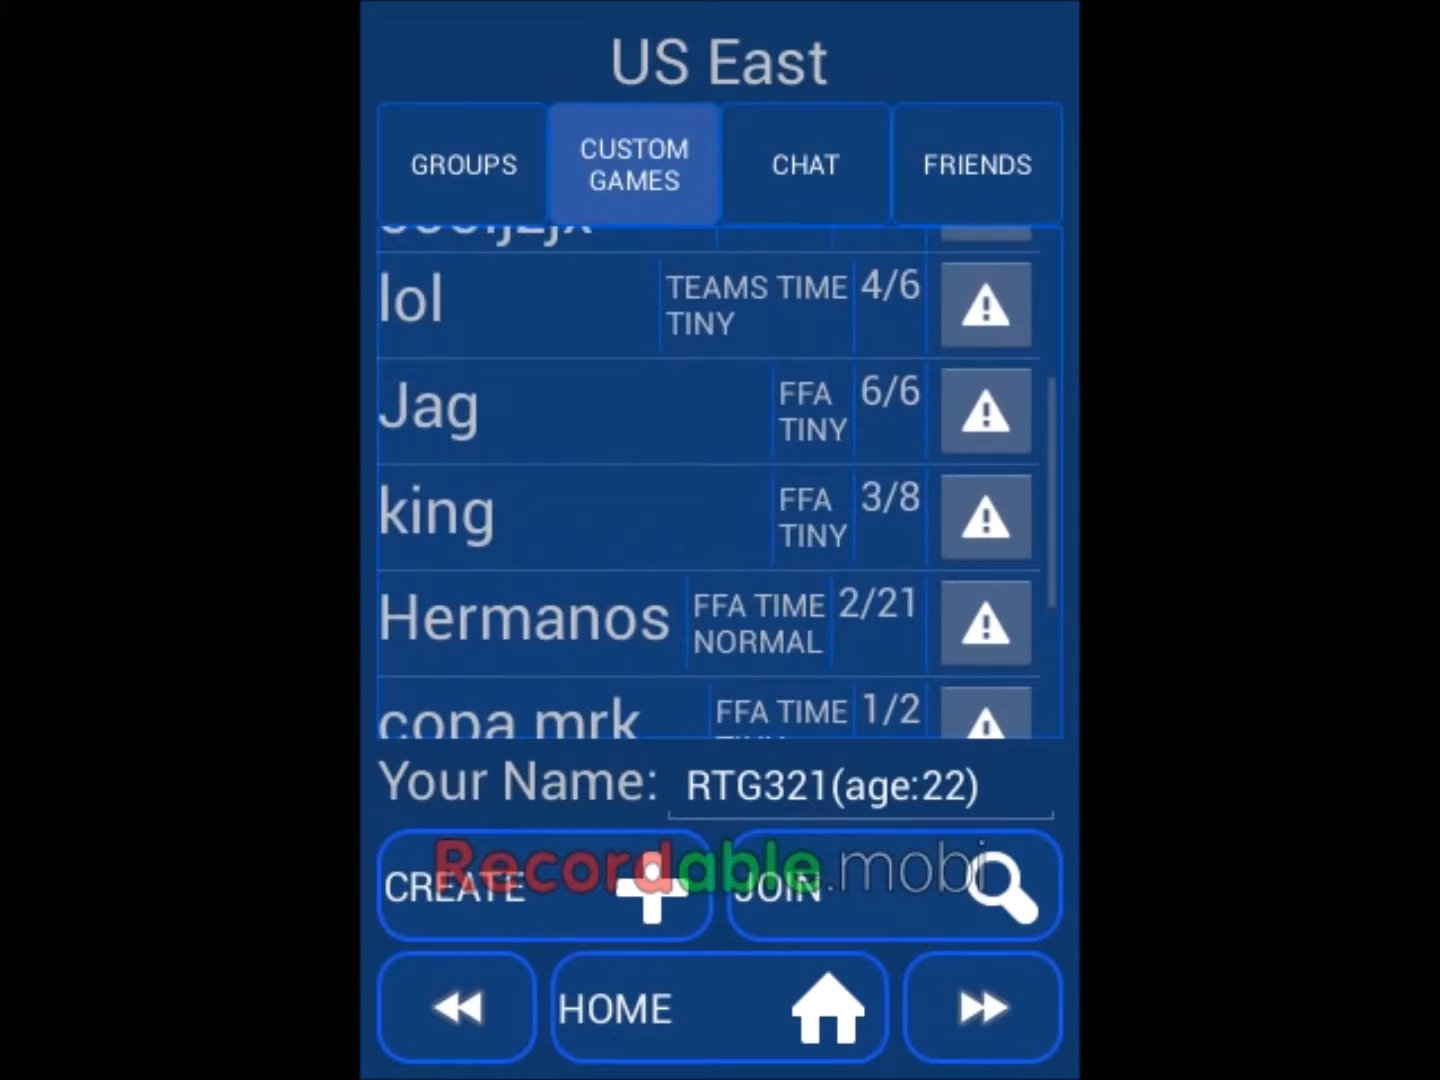 US East
GROUPS
CUSTOM
GAMES
CHAT
FRIENDS
lol
TEAMS TIME
TINY
4/6
Jag
FFA
TINY
6/6
king
FFA
TINY
3/8
Hermanos
FFA TIME
NORMAL
2/21
copa mrk
FFA TIME
1/2
Your Name: RTG321(age:22)
Recordable.mobi
CREATE
JOIN
HOME